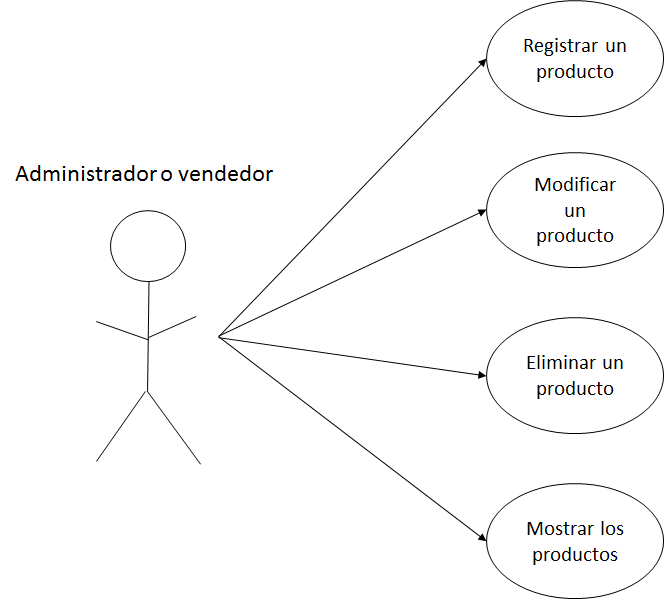 Registrar un
producto
Administrador o vendedor
Modificar
un
producto
Eliminar un
producto
Mostrar los
productos